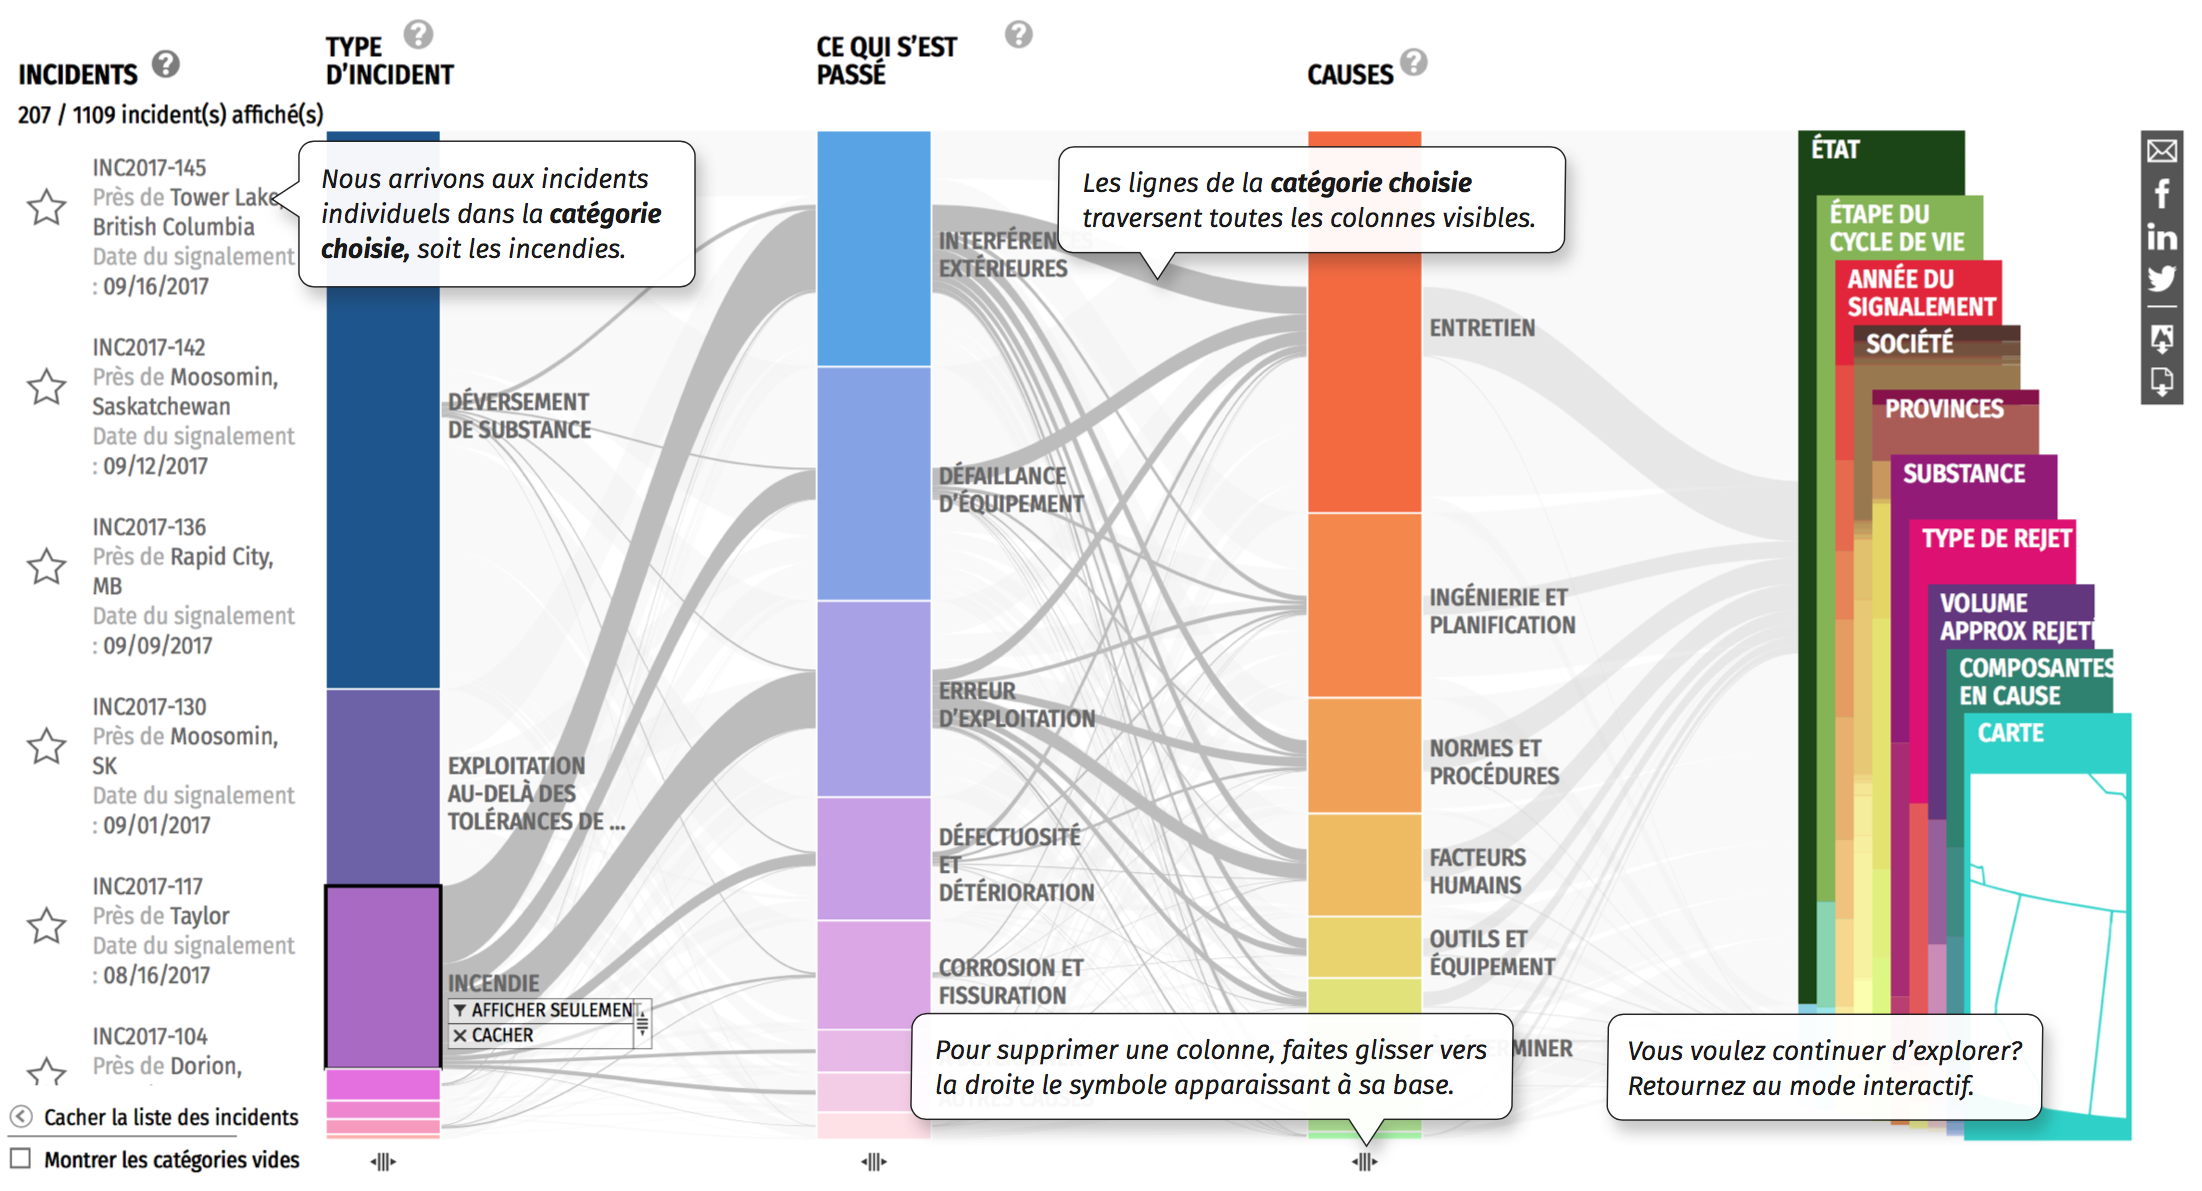 INCIDENTS
207 / 1109 incident(s) affiché(s)
TYPE
D'INCIDENT
CE QUI S'EST
PASSÉ
CAUSES
INC2017-145
Près de Tower Lake,
British Columbia
Date du signalement
: 09/16/2017
INC2017-142
Près de Moosomin,
Saskatchewan
Date du signalement
: 09/12/2017
INC2017-136
Près de Rapid City,
MB
Date du signalement
: 09/09/2017
INC2017-130
Près de Moosomin,
SK
Date du signalement
: 09/01/2017
INC2017-117
Près de Taylor
Date du signalement
: 08/16/2017
INC2017-104
Près de Dorion,
Cacher la liste des incidents
Montrer les catégories vides
Nous arrivons aux incidents
individuels dans la catégorie
choisie, soit les incendies.
DÉVERSEMENT
DE SUBSTANCE
EXPLOITATION
AU-DELÀ DES
TOLÉRANCES DE ...
INCENDIE
AFFICHER SEULEMENT
CACHER
INTERFÉRENCES
EXTÉRIEURES
DÉFAILLANCE
D'ÉQUIPEMENT
ERREUR
D'EXPLOITATION
DÉFECTUOSITÉ
ET
DÉTÉRIORATION
CORROSION ET
FISSURATION
AUTRES CAUSES
Les lignes de la catégorie choisie
traversent toutes les colonnes visibles.
ENTRETIEN
INGÉNIERIE ET
PLANIFICATION
NORMES ET
PROCÉDURES
FACTEURS
HUMAINS
OUTILS ET
ÉQUIPEMENT
MINER
Pour supprimer une colonne, faites glisser vers
la droite le symbole apparaissant à sa base.
ÉTAT
ÉTAPE DU
CYCLE DE VIE
ANNÉE DU
SIGNALEMENT
SOCIÉTÉ
PROVINCES
SUBSTANCE
TYPE DE REJET
VOLUME
APPROX REJETÉ
COMPOSANTES
EN CAUSE
CARTE
Vous voulez continuer d'explorer?
Retournez au mode interactif.